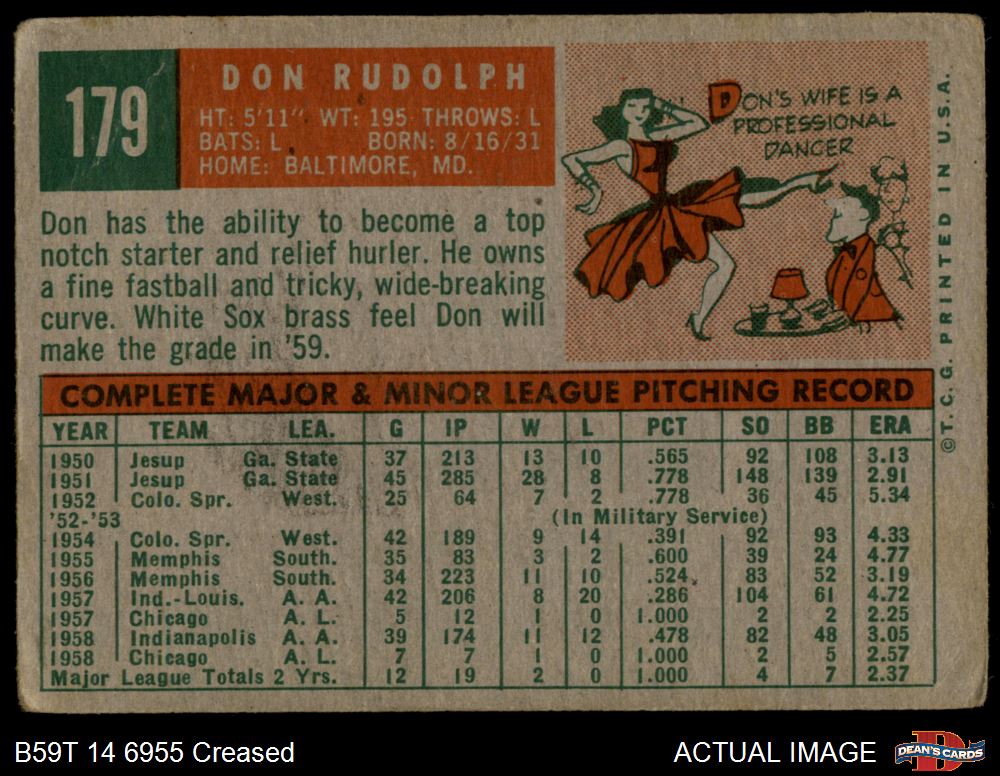 179
DON RUDOLPH
HT: 5'11" WT: 195 THROWS: L
BATS: L BORN: 8/16/31
HOME: BALTIMORE, MD.
DON'S WIFE IS A
PROFESSIONAL
DANCER
Don has the ability to become a top
notch starter and relief hurler. He owns
a fine fastball and tricky, wide-breaking
curve. White Sox brass feel Don will
make the grade in '59.
©T. C. G. PRINTED IN U.S.A.
COMPLETE MAJOR & MINOR LEAGUE PITCHING RECORD
YEAR TEAM LEA. G IP W L PCT SO BB ERA
1950 Jesup Ga. State 37 213 13 10 .565 92 108 3.13
1951 Jesup Ga. State 45 285 28 8 .778 148 139 2.91
1952 Colo. Spr. West. 25 64 7 2 .778 36 45 5.34
'52-'53 (In Military Service)
1954 Colo. Spr. West. 42 189 9 14 .391 92 93 4.33
1955 Memphis South. 35 83 3 2 .600 39 24 4.77
1956 Memphis South. 34 223 11 10 .524 83 52 3.19
1957 Ind.-Louis. A. A. 42 206 8 20 .286 104 61 4.72
1957 Chicago A. L. 5 12 1 0 1.000 2 2 2.25
1958 Indianapolis A. A. 39 174 11 12 .478 82 48 3.05
1958 Chicago A. L. 7 7 1 0 1.000 2 5 2.57
Major League Totals 2 Yrs. 12 19 2 0 1.000 4 7 2.37
B59T 14 6955 Creased
ACTUAL IMAGE
D
DEAN'S CARDS